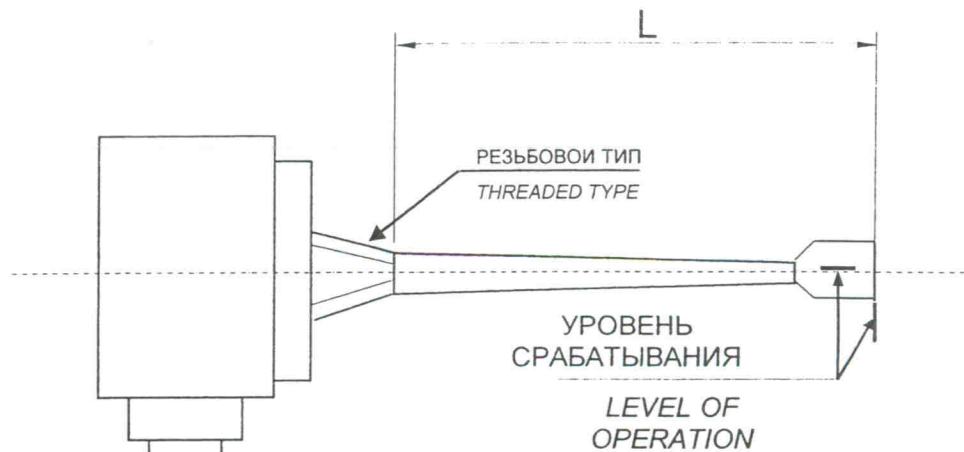 L
РЕЗЬБОВОИ ТИП
THREADED TYPE
УРОВЕНЬ
СРАБАТЫВАНИЯ
LEVEL OF
OPERATION